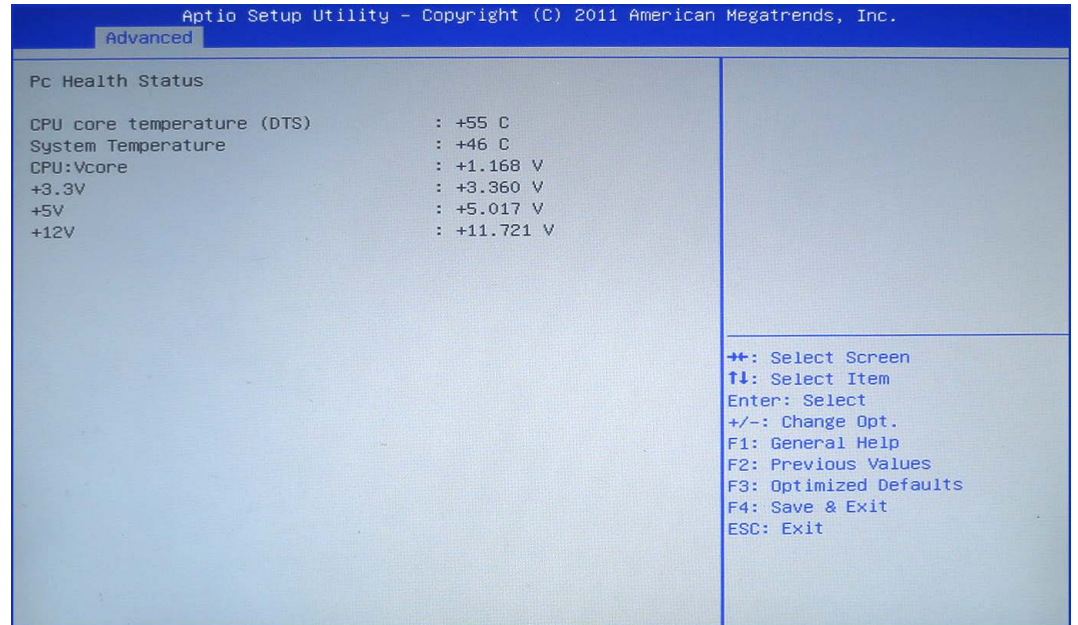 Aptio Setup Utility – Copyright (C) 2011 American Megatrends, Inc.
Advanced
Pc Health Status
CPU core temperature (DTS) : +55 C
System Temperature : +46 C
CPU:Vcore : +1.168 V
+3.3V : +3.360 V
+5V : +5.017 V
+12V : +11.721 V
→←: Select Screen
↑↓: Select Item
Enter: Select
+/-: Change Opt.
F1: General Help
F2: Previous Values
F3: Optimized Defaults
F4: Save & Exit
ESC: Exit